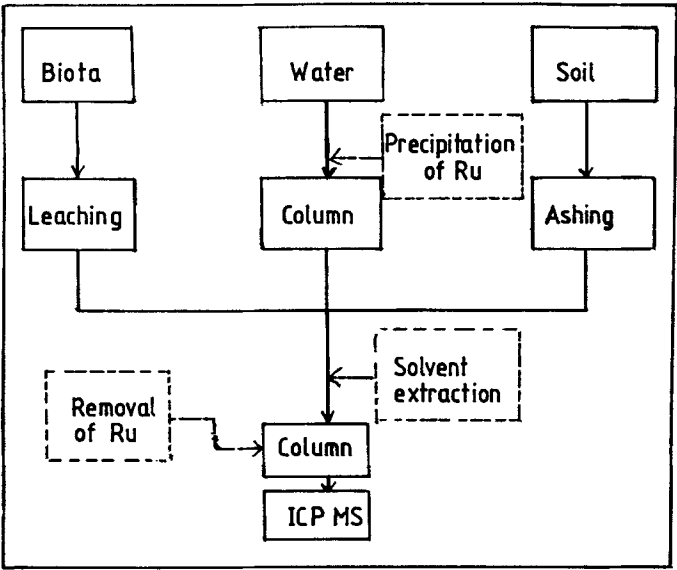 Biota
Water
Soil
Precipitation
of Ru
Leaching
Column
Ashing
Solvent
extraction
Removal
of Ru
Column
ICP MS